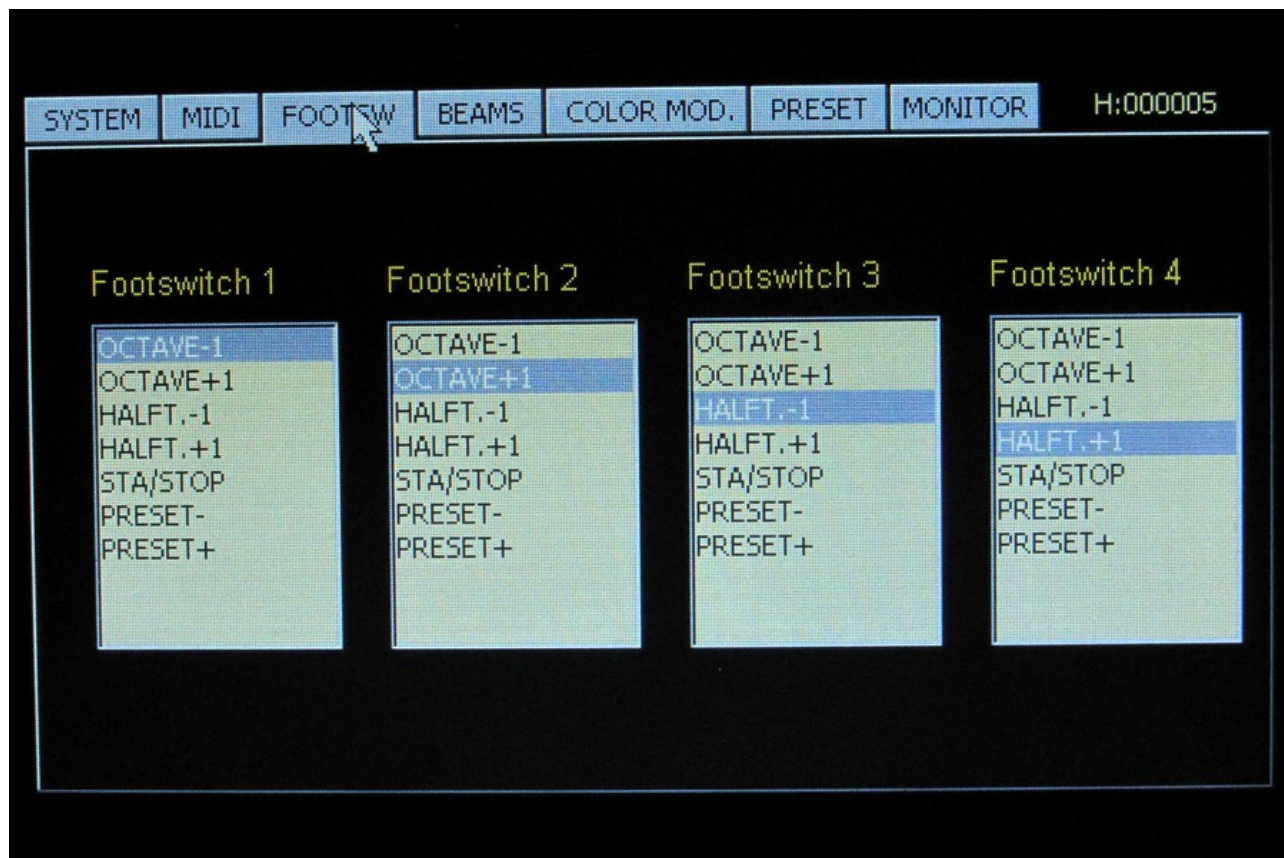 SYSTEM MIDI FOOTSW BEAMS COLOR MOD. PRESET MONITOR H:000005
Footswitch 1 Footswitch 2 Footswitch 3 Footswitch 4
OCTAVE-1 OCTAVE-1 OCTAVE-1 OCTAVE-1
OCTAVE+1 OCTAVE+1 OCTAVE+1 OCTAVE+1
HALFT.-1 HALFT.-1 HALFT.-1 HALFT.-1
HALFT.+1 HALFT.+1 HALFT.+1 HALFT.+1
STA/STOP STA/STOP STA/STOP STA/STOP
PRESET- PRESET- PRESET- PRESET-
PRESET+ PRESET+ PRESET+ PRESET+